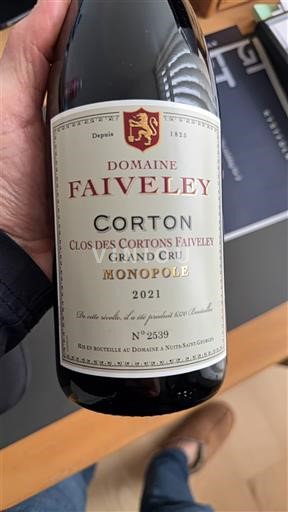 Depuis 1825
DOMAINE
FAIVELEY
CORTON
CLOS DES CORTONS FAIVELEY
GRAND CRU
MONOPOLE
2021
De cette récolte, il a été produit 6550 Bouteilles
N° 2539
MIS EN BOUTEILLE AU DOMAINE A NUITS-SAINT-GEORGES